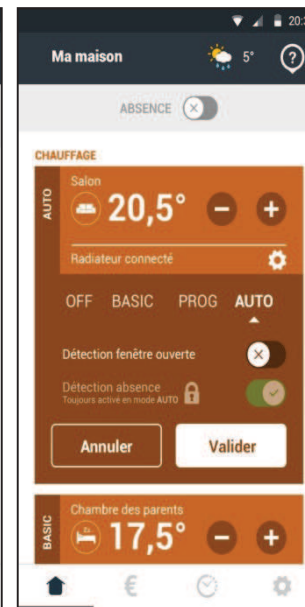 20:3
Ma maison 5° ?
ABSENCE
CHAUFFAGE
AUTO
Salon
20,5° − +
Radiateur connecté
OFF BASIC PROG AUTO
Détection fenêtre ouverte
Détection absence
Toujours activé en mode AUTO
Annuler Valider
BASIC
Chambre des parents
17,5° − +
€